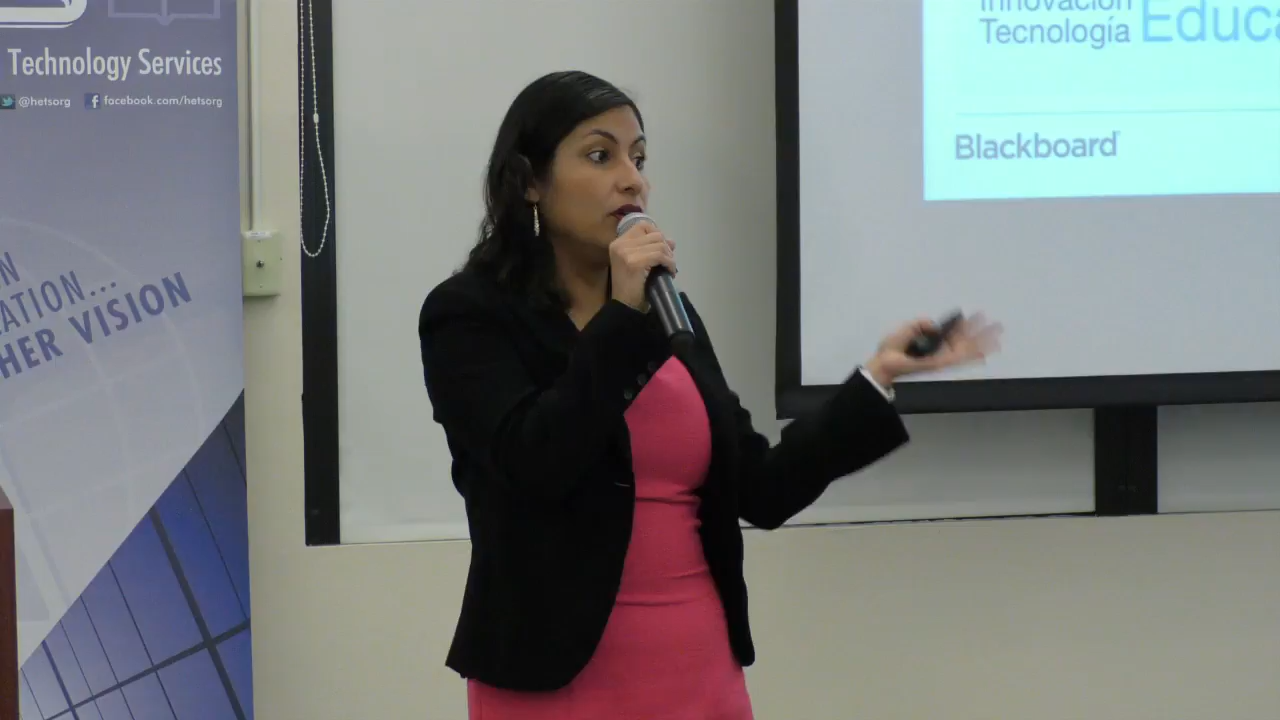 Technology Services
@hetsorg facebook.com/hetsorg
ATION...
HER VISION
Innovación
Tecnología Educa
Blackboard